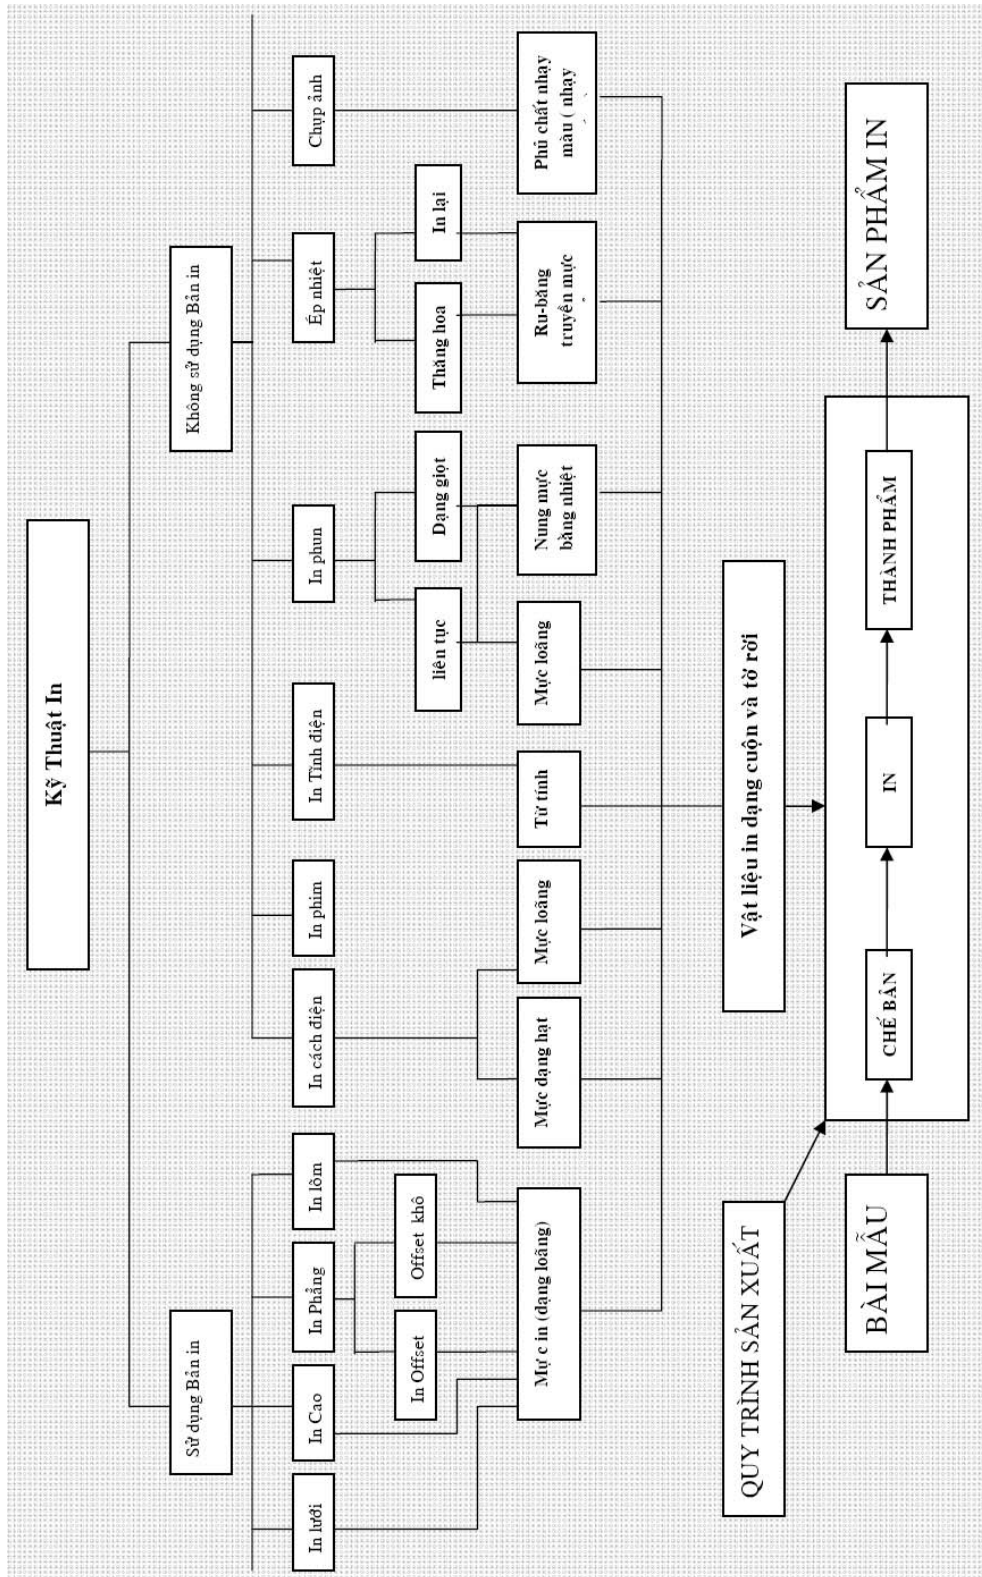 Kỹ Thuật In
Sử dụng Bản in
Không sử dụng Bản in
In lưới
In Cao
In Phẳng
In lõm
In cách điện
In phim
In Tĩnh điện
In phun
Ép nhiệt
Chụp ảnh
In Offset
Offset khô
liên tục
Dạng giọt
Thăng hoa
In lại
Mực in (dạng loãng)
Mực dạng hạt
Mực loãng
Từ tính
Mực loãng
Nung mực
bằng nhiệt
Ru-băng
truyền mực
Phủ chất nhạy
màu ( nhạy
QUY TRÌNH SẢN XUẤT
Vật liệu in dạng cuộn và tờ rời
BÀI MẪU
CHẾ BẢN
IN
THÀNH PHẨM
SẢN PHẨM IN